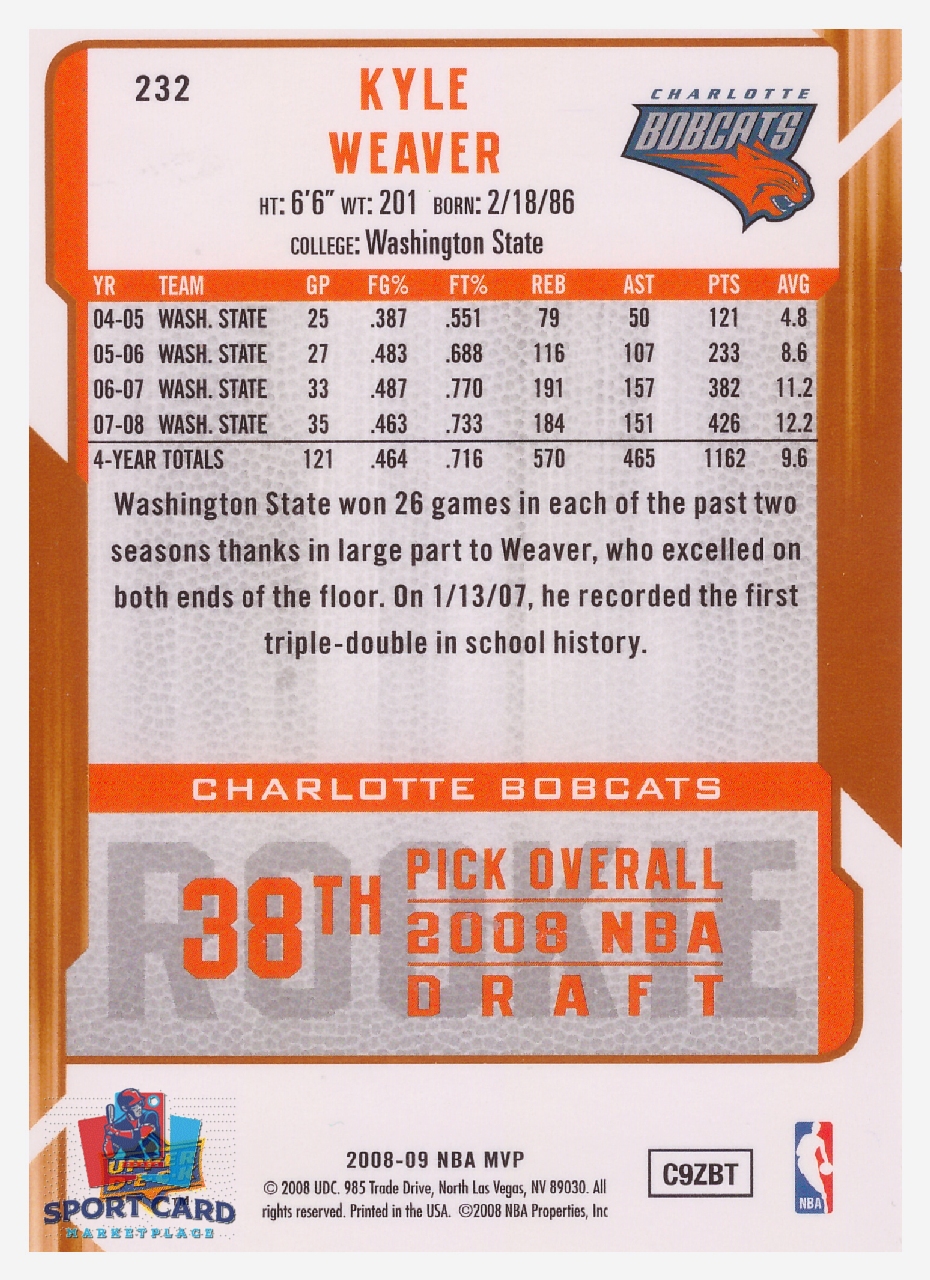 232
KYLE
WEAVER
CHARLOTTE
BOBCATS
HT: 6'6" WT: 201 BORN: 2/18/86
COLLEGE: Washington State
YR TEAM GP FG% FT% REB AST PTS AVG
04-05 WASH. STATE 25 .387 .551 79 50 121 4.8
05-06 WASH. STATE 27 .483 .688 116 107 233 8.6
06-07 WASH. STATE 33 .487 .770 191 157 382 11.2
07-08 WASH. STATE 35 .463 .733 184 151 426 12.2
4-YEAR TOTALS 121 .464 .716 570 465 1162 9.6
Washington State won 26 games in each of the past two
seasons thanks in large part to Weaver, who excelled on
both ends of the floor. On 1/13/07, he recorded the first
triple-double in school history.
CHARLOTTE BOBCATS
ROOKIE
38TH PICK OVERALL
2008 NBA
DRAFT
UPPER
DECK
SPORT CARD
MARKETPLACE
2008-09 NBA MVP
© 2008 UDC. 985 Trade Drive, North Las Vegas, NV 89030. All
rights reserved. Printed in the USA. ©2008 NBA Properties, Inc
C9ZBT
NBA